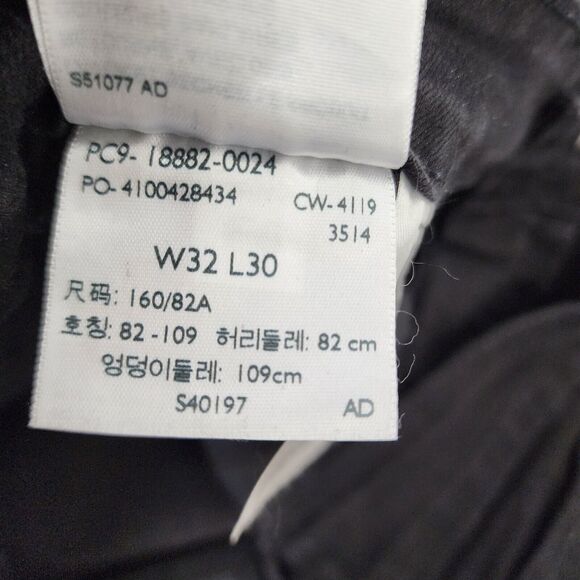 S51077 AD
PC9- 18882-0024
PO-4100428434 CW-4119
3514
W32 L30
尺码: 160/82A
호칭: 82 -109 허리둘레: 82 cm
엉덩이둘레: 109cm
S40197 AD